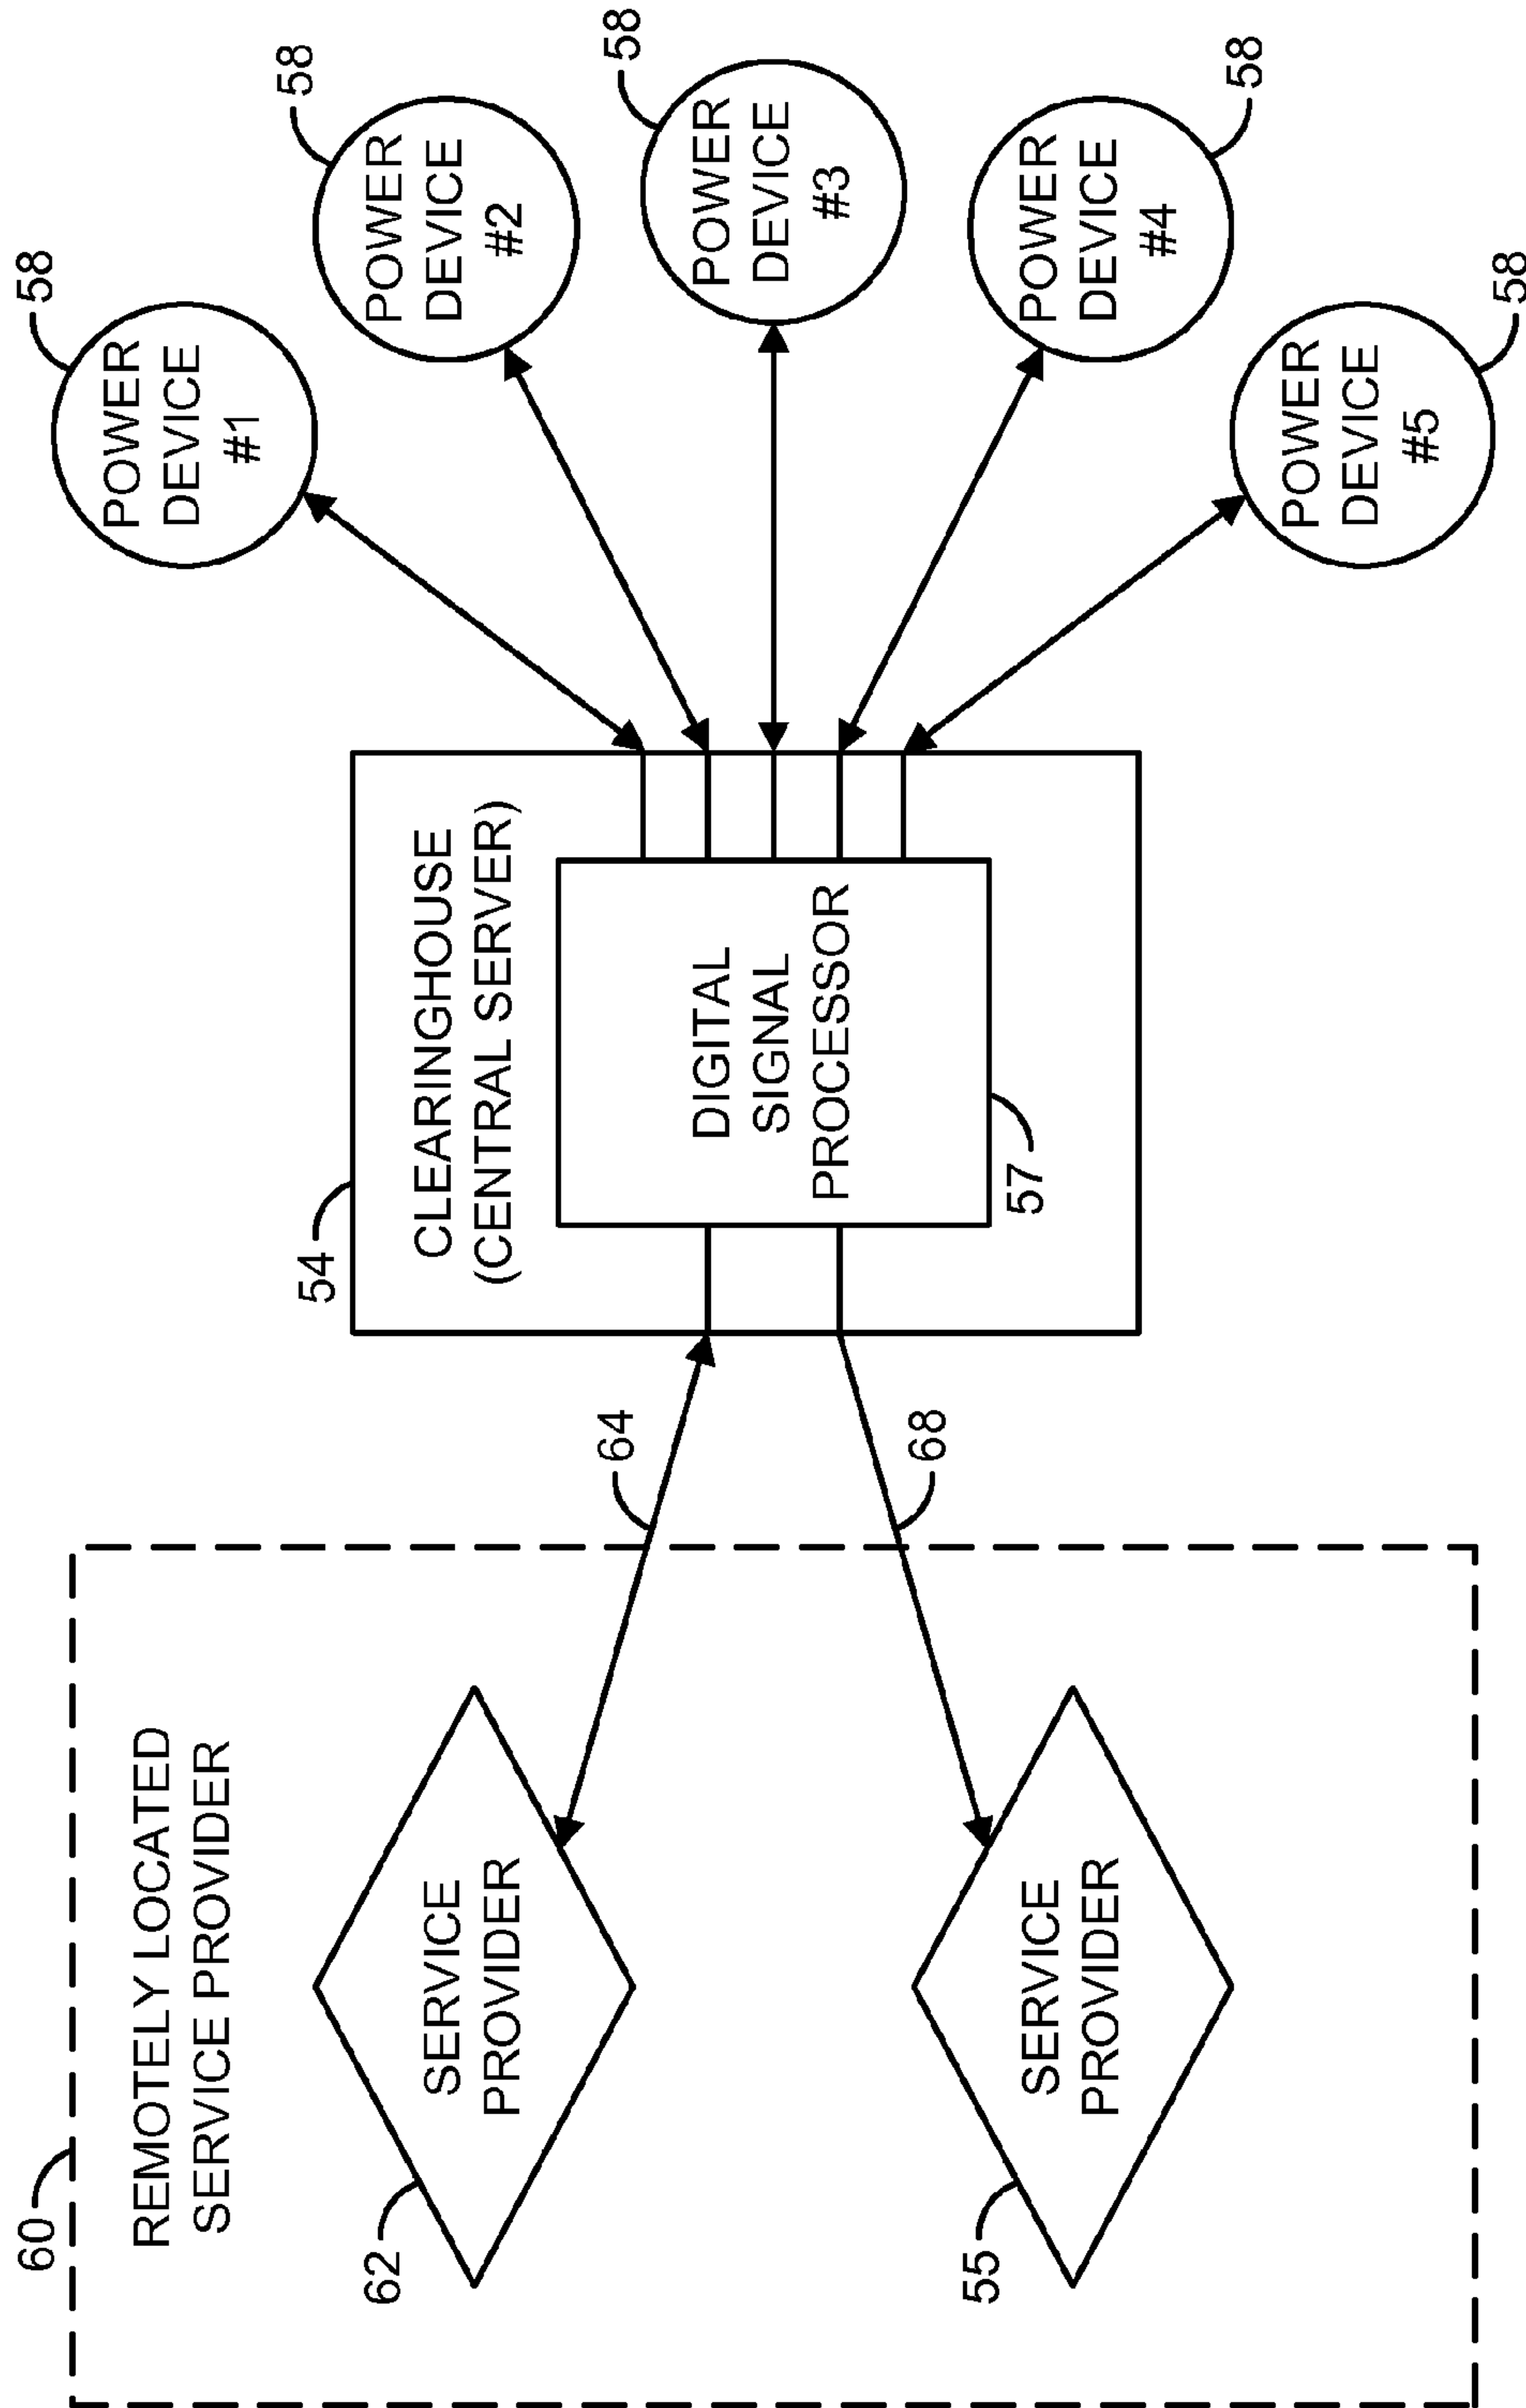 60
REMOTELY LOCATED
SERVICE PROVIDER
62
SERVICE
PROVIDER
55
SERVICE
PROVIDER
64
68
54
CLEARINGHOUSE
(CENTRAL SERVER)
DIGITAL
SIGNAL
PROCESSOR
57
58
POWER
DEVICE
#1
58
POWER
DEVICE
#2
58
POWER
DEVICE
#3
58
POWER
DEVICE
#4
58
POWER
DEVICE
#5